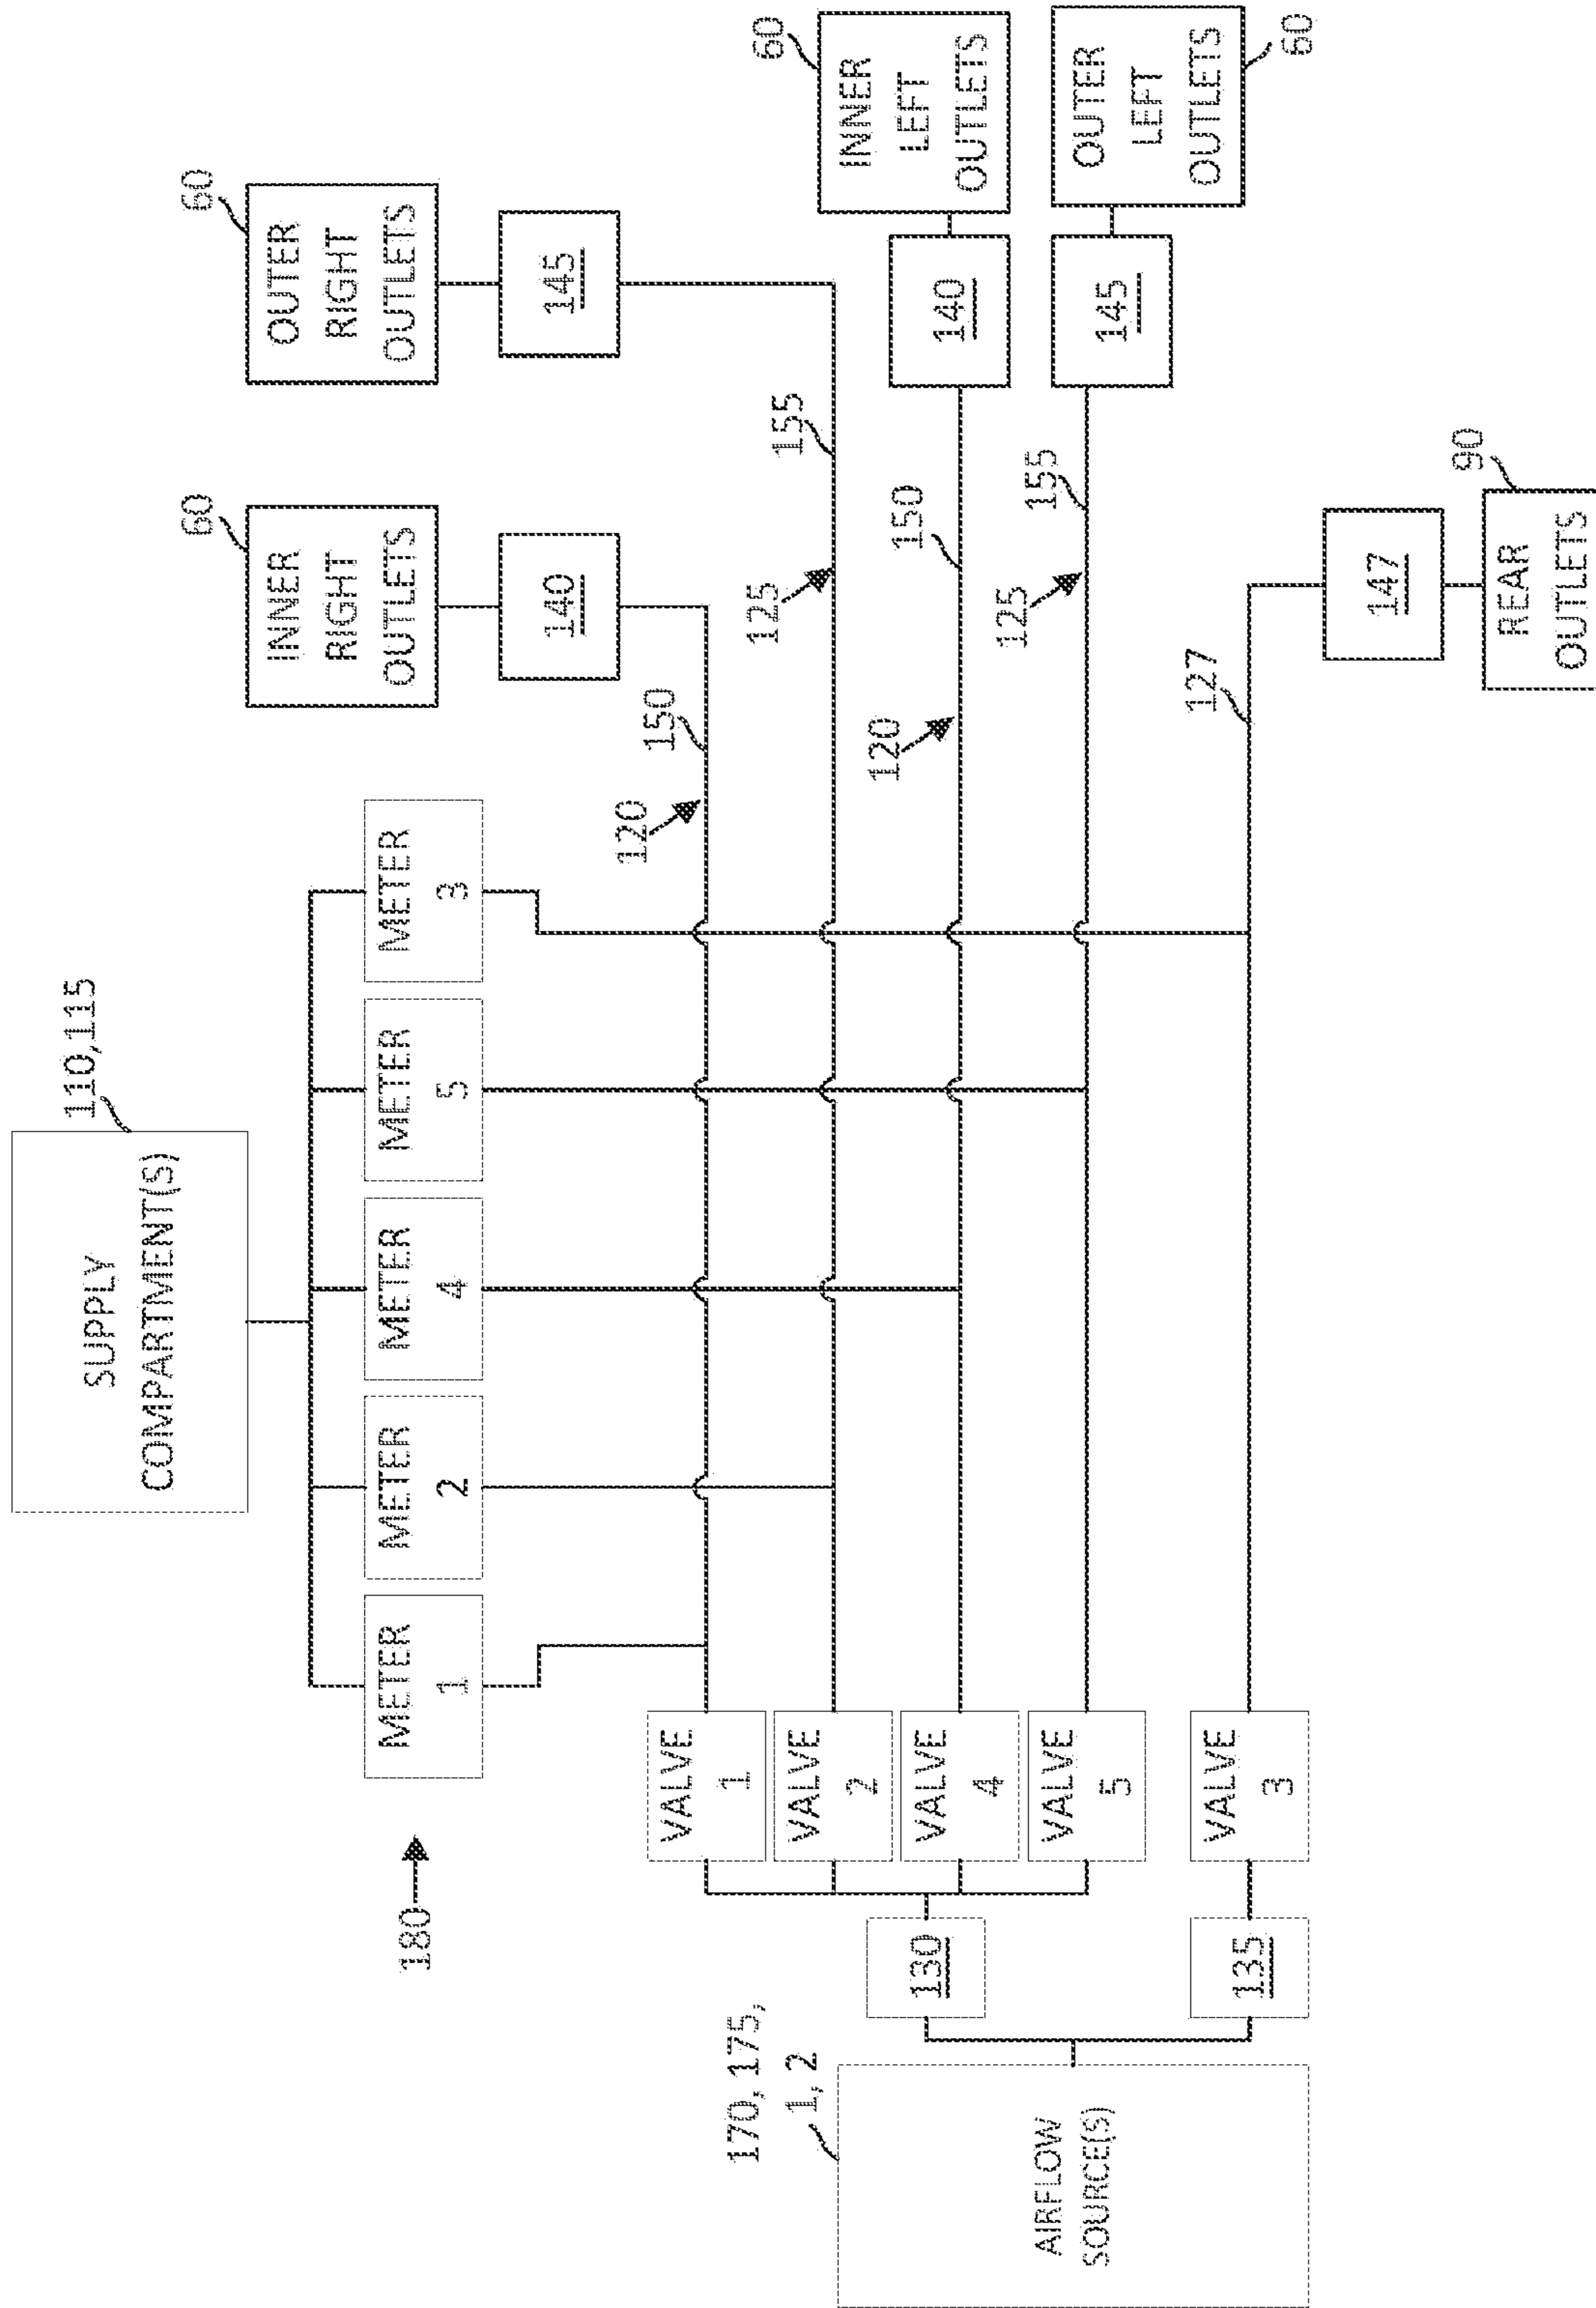 SUPPLY
COMPARTMENT(S)
110,115
180
METER
1
METER
2
METER
4
METER
5
METER
3
60
INNER
RIGHT
OUTLETS
60
OUTER
RIGHT
OUTLETS
140
145
120
150
125
155
120
150
125
155
127
170, 175,
1, 2
AIRFLOW
SOURCE(S)
130
135
VALVE
1
VALVE
2
VALVE
4
VALVE
5
VALVE
3
140
60
INNER
LEFT
OUTLETS
145
OUTER
LEFT
OUTLETS
60
147
90
REAR
OUTLETS